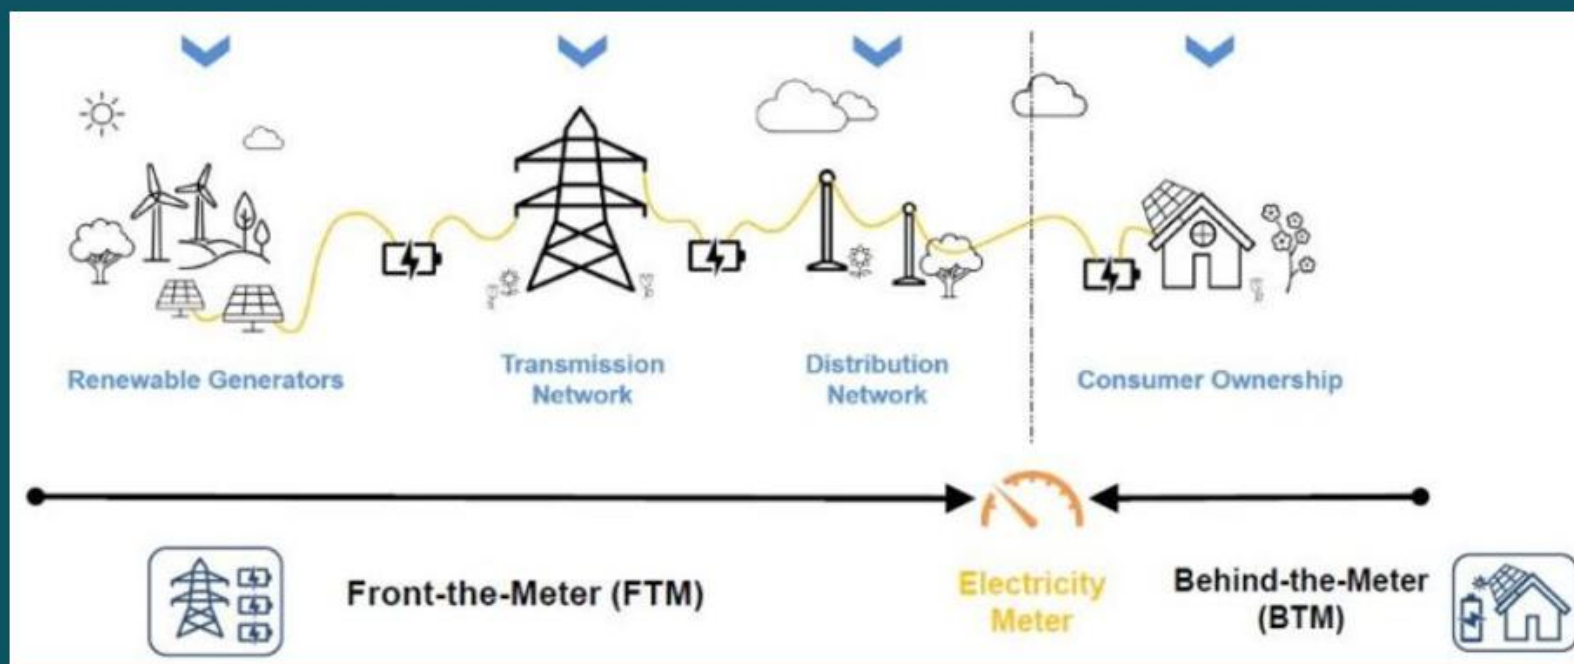 Renewable Generators
Transmission
Network
Distribution
Network
Consumer Ownership
Front-the-Meter (FTM)
Electricity
Meter
Behind-the-Meter
(BTM)